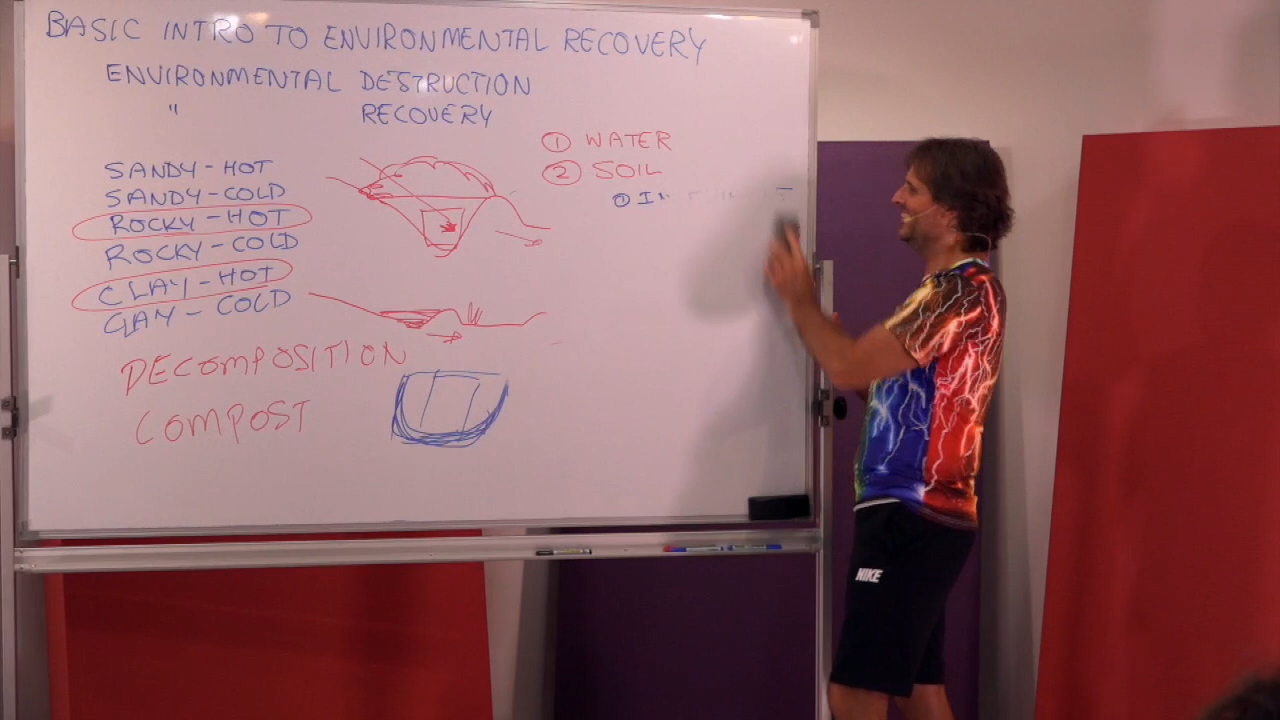 BASIC INTRO TO ENVIRONMENTAL RECOVERY
ENVIRONMENTAL DESTRUCTION
" RECOVERY
① WATER
② SOIL
①
SANDY-HOT
SANDY-COLD
ROCKY-HOT
ROCKY-COLD
CLAY-HOT
CLAY-COLD
DECOMPOSITION
COMPOST
NIKE